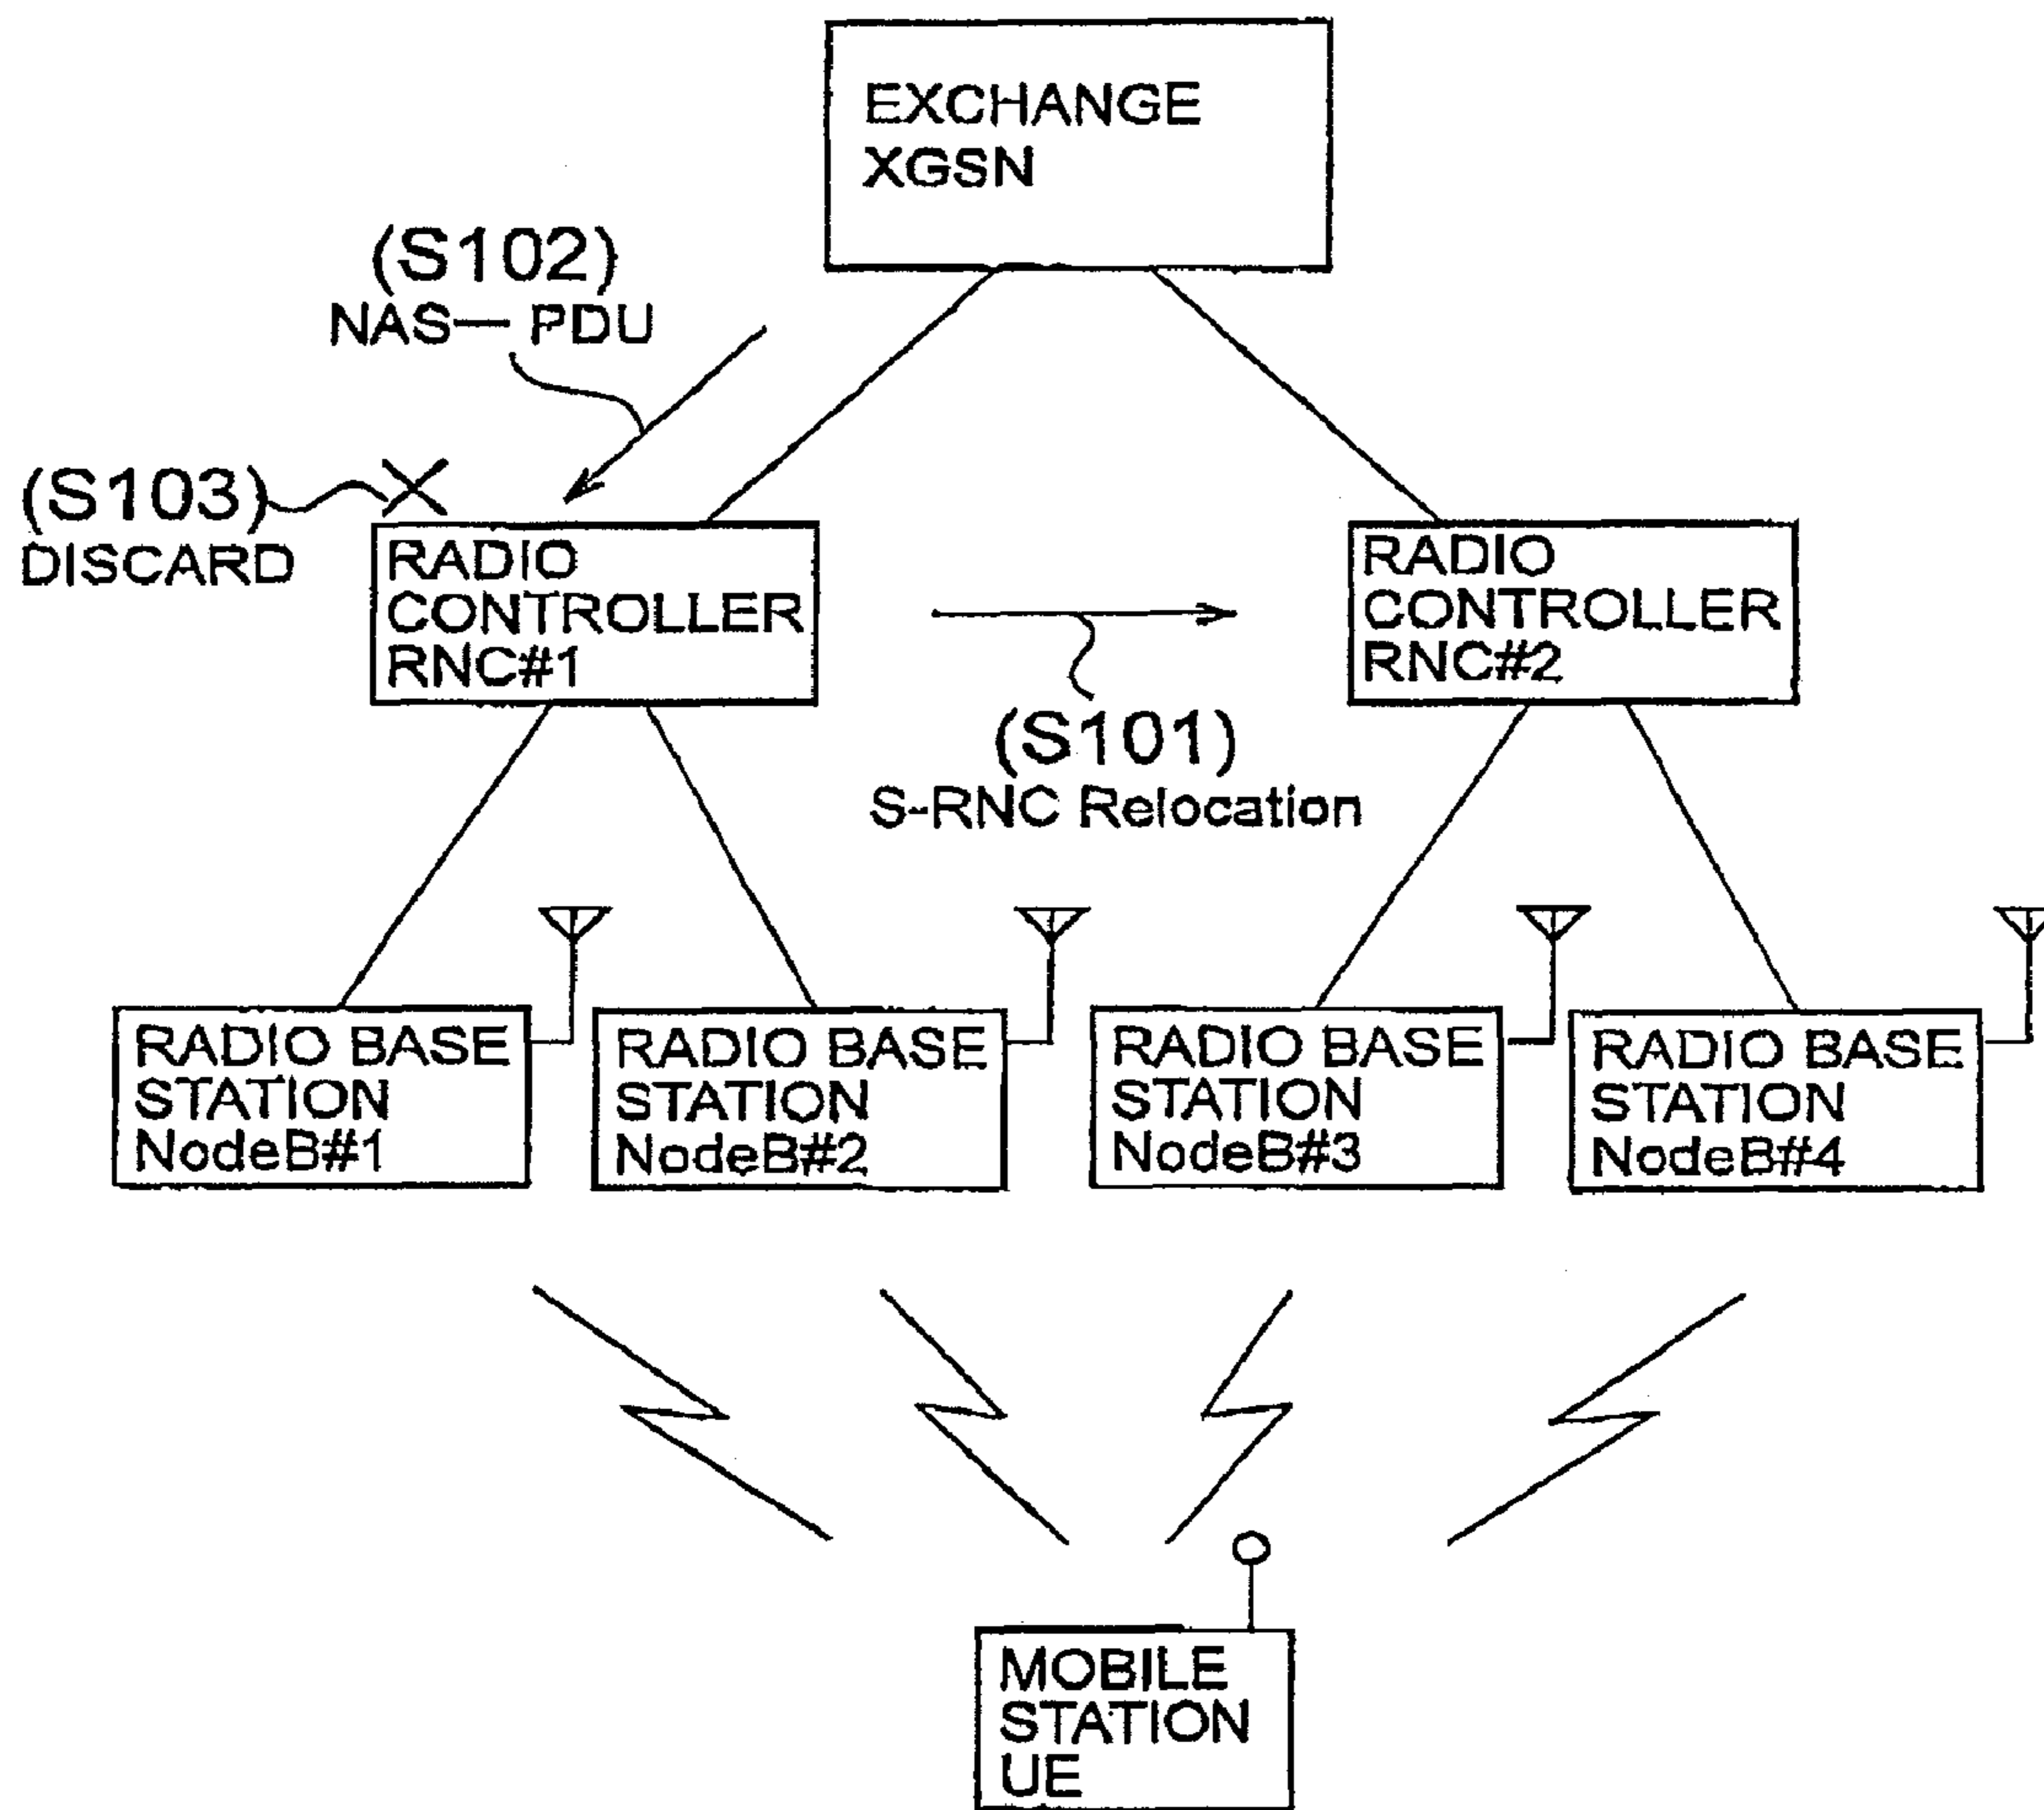 EXCHANGE
XGSN
(S102)
NAS— PDU
(S103)
DISCARD
RADIO
CONTROLLER
RNC#1
RADIO
CONTROLLER
RNC#2
(S101)
S-RNC Relocation
RADIO BASE
STATION
NodeB#1
RADIO BASE
STATION
NodeB#2
RADIO BASE
STATION
NodeB#3
RADIO BASE
STATION
NodeB#4
MOBILE
STATION
UE